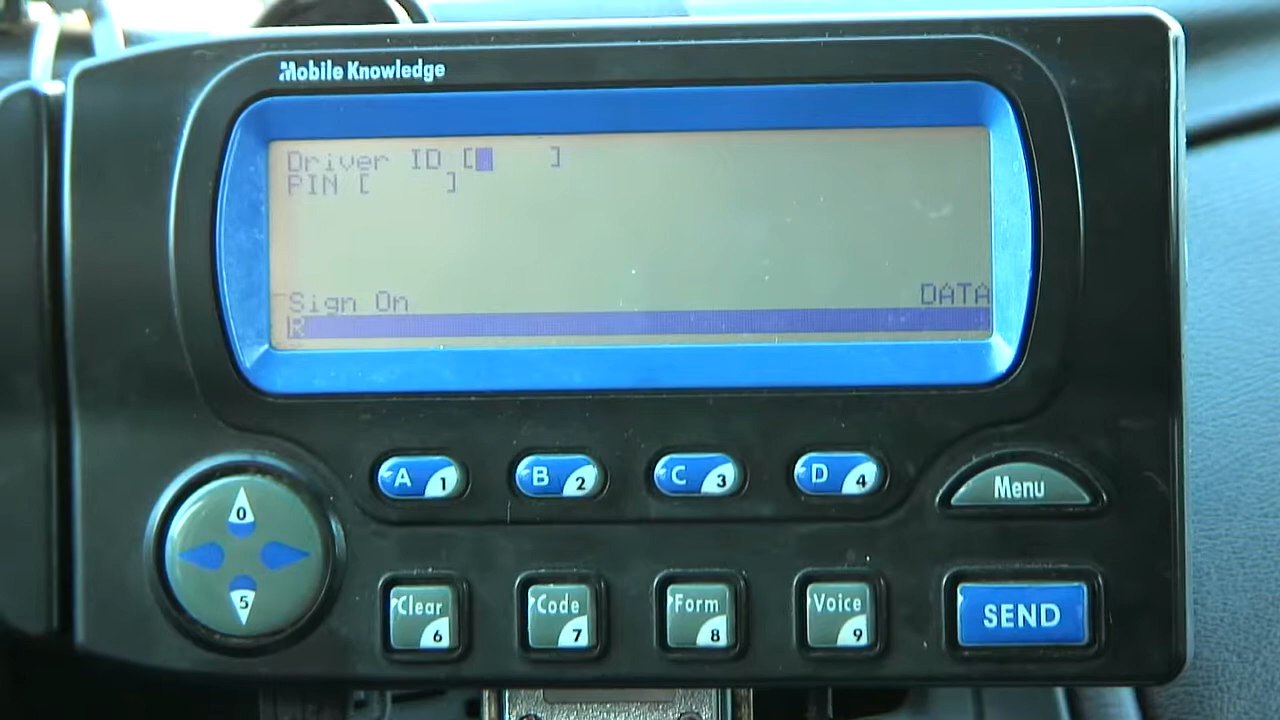 Mobile Knowledge
Driver ID [ ]
PIN [ ]
Sign On DATA
R
A 1 B 2 C 3 D 4
Menu
0
5
Clear 6 Code 7 Form 8 Voice 9
SEND